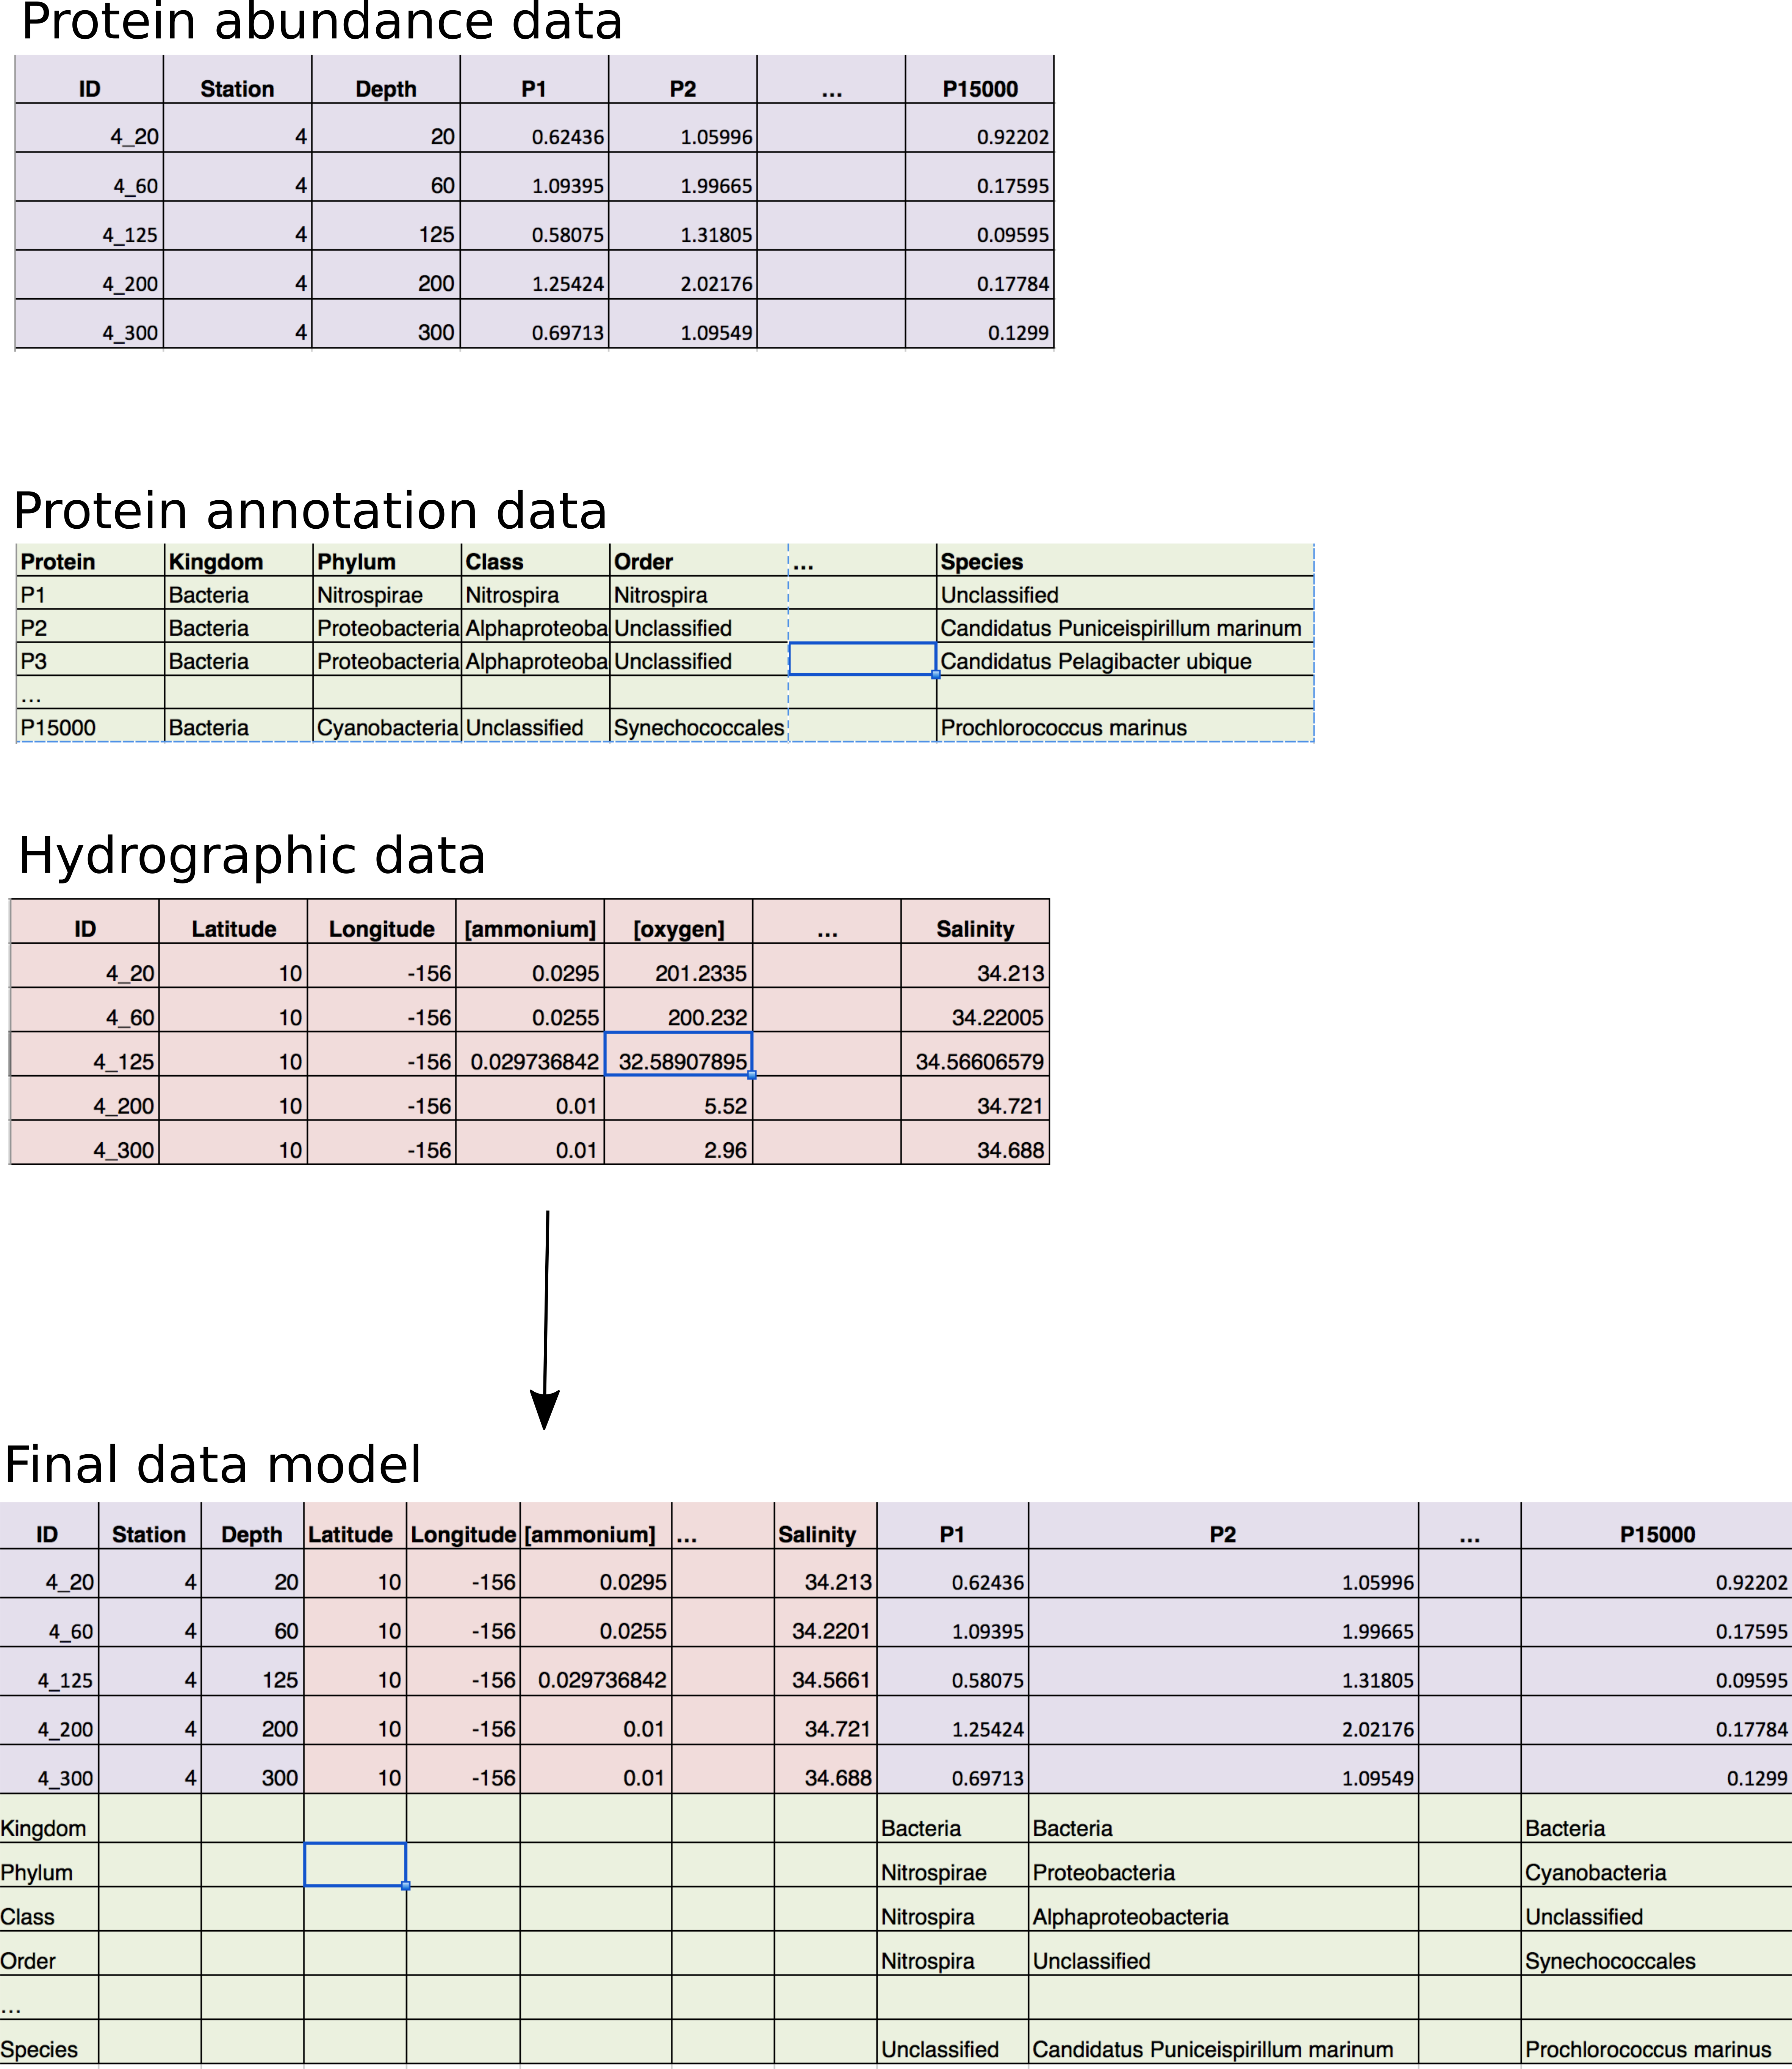 Protein abundance data
ID Station Depth P1 P2 ... P15000
4_20 4 20 0.62436 1.05996 0.92202
4_60 4 60 1.09395 1.99665 0.17595
4_125 4 125 0.58075 1.31805 0.09595
4_200 4 200 1.25424 2.02176 0.17784
4_300 4 300 0.69713 1.09549 0.1299
Protein annotation data
Protein Kingdom Phylum Class Order ... Species
P1 Bacteria Nitrospirae Nitrospira Nitrospira Unclassified
P2 Bacteria Proteobacteria Alphaproteoba Unclassified Candidatus Puniceispirillum marinum
P3 Bacteria Proteobacteria Alphaproteoba Unclassified Candidatus Pelagibacter ubique
...
P15000 Bacteria Cyanobacteria Unclassified Synechococcales Prochlorococcus marinus
Hydrographic data
ID Latitude Longitude [ammonium] [oxygen] ... Salinity
4_20 10 -156 0.0295 201.2335 34.213
4_60 10 -156 0.0255 200.232 34.22005
4_125 10 -156 0.029736842 32.58907895 34.56606579
4_200 10 -156 0.01 5.52 34.721
4_300 10 -156 0.01 2.96 34.688
Final data model
ID Station Depth Latitude Longitude [ammonium] ... Salinity P1 P2 ... P15000
4_20 4 20 10 -156 0.0295 34.213 0.62436 1.05996 0.92202
4_60 4 60 10 -156 0.0255 34.2201 1.09395 1.99665 0.17595
4_125 4 125 10 -156 0.029736842 34.5661 0.58075 1.31805 0.09595
4_200 4 200 10 -156 0.01 34.721 1.25424 2.02176 0.17784
4_300 4 300 10 -156 0.01 34.688 0.69713 1.09549 0.1299
Kingdom Bacteria Bacteria Bacteria
Phylum Nitrospirae Proteobacteria Cyanobacteria
Class Nitrospira Alphaproteobacteria Unclassified
Order Nitrospira Unclassified Synechococcales
...
Species Unclassified Candidatus Puniceispirillum marinum Prochlorococcus marinus